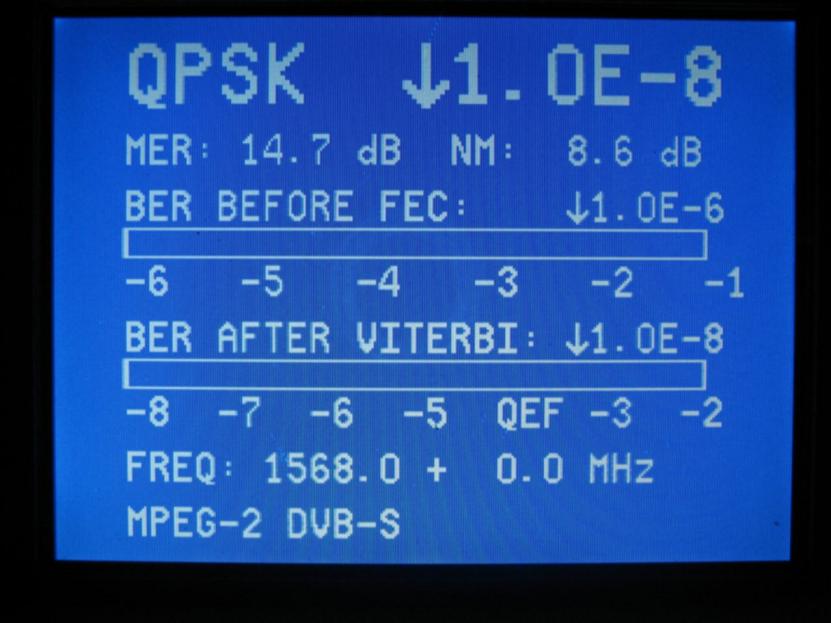 QPSK ↓1.0E-8
MER: 14.7 dB NM: 8.6 dB
BER BEFORE FEC: ↓1.0E-6
-6 -5 -4 -3 -2 -1
BER AFTER VITERBI: ↓1.0E-8
-8 -7 -6 -5 QEF -3 -2
FREQ: 1568.0 + 0.0 MHz
MPEG-2 DVB-S